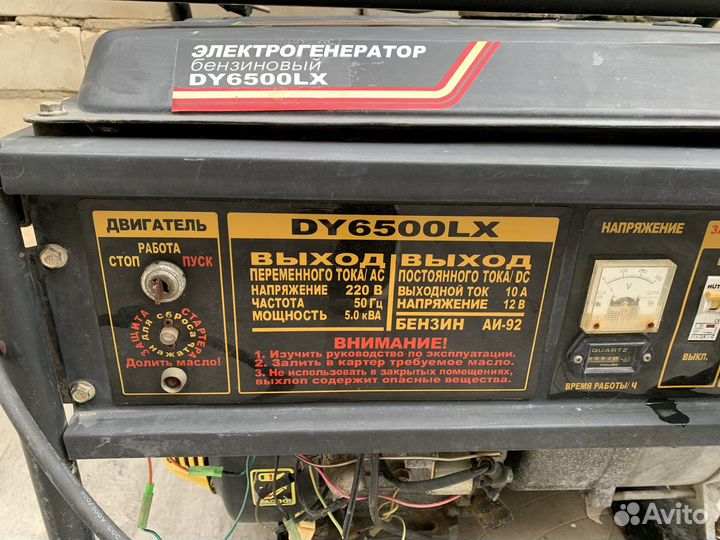 ЭЛЕКТРОГЕНЕРАТОР
бензиновый
DY6500LX
ДВИГАТЕЛЬ
РАБОТА
СТОП ПУСК
ЗАЩИТА СТАРТЕРА
для сброса нажать
Долить масло!
DY6500LX
ВЫХОД
ПЕРЕМЕННОГО ТОКА/ AC
НАПРЯЖЕНИЕ 220 В
ЧАСТОТА 50 Гц
МОЩНОСТЬ 5.0 кВА
ВЫХОД
ПОСТОЯННОГО ТОКА/ DC
ВЫХОДНОЙ ТОК 10 А
НАПРЯЖЕНИЕ 12 В
БЕНЗИН АИ-92
ВНИМАНИЕ!
1. Изучить руководство по эксплуатации.
2. Залить в картер требуемое масло.
3. Не использовать в закрытых помещениях,
выхлоп содержит опасные вещества.
НАПРЯЖЕНИЕ
V
QUARTZ
ВРЕМЯ РАБОТЫ/ Ч
ВЫКЛ.
Avito